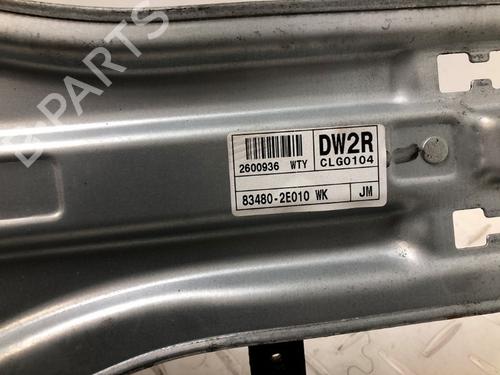 B-PARTS
DW2R
2600936 WTY CLG0104
83480-2E010 WK JM